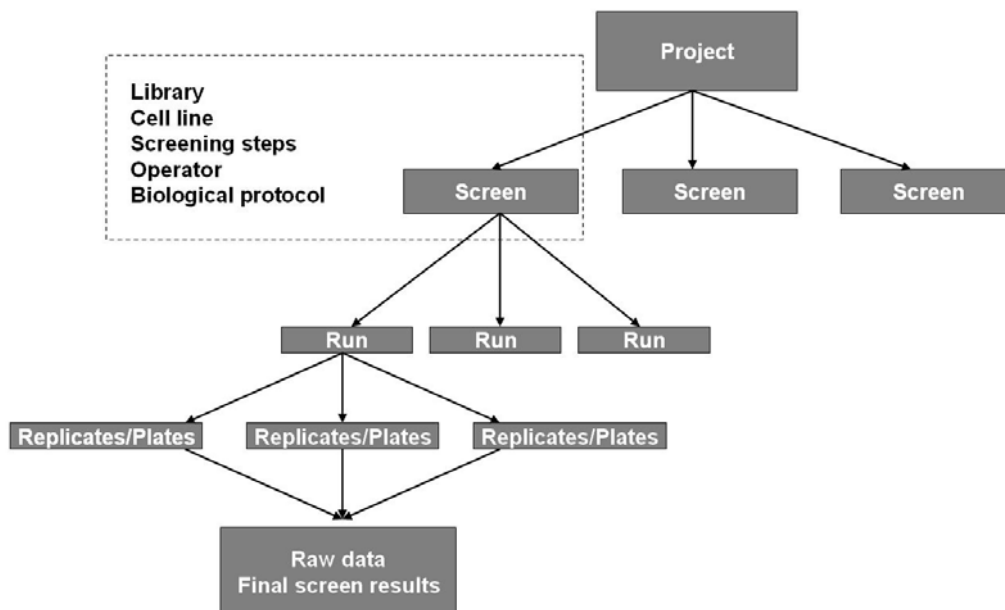 Project
Library
Cell line
Screening steps
Operator
Biological protocol
Screen
Screen
Screen
Run
Run
Run
Replicates/Plates
Replicates/Plates
Replicates/Plates
Raw data
Final screen results